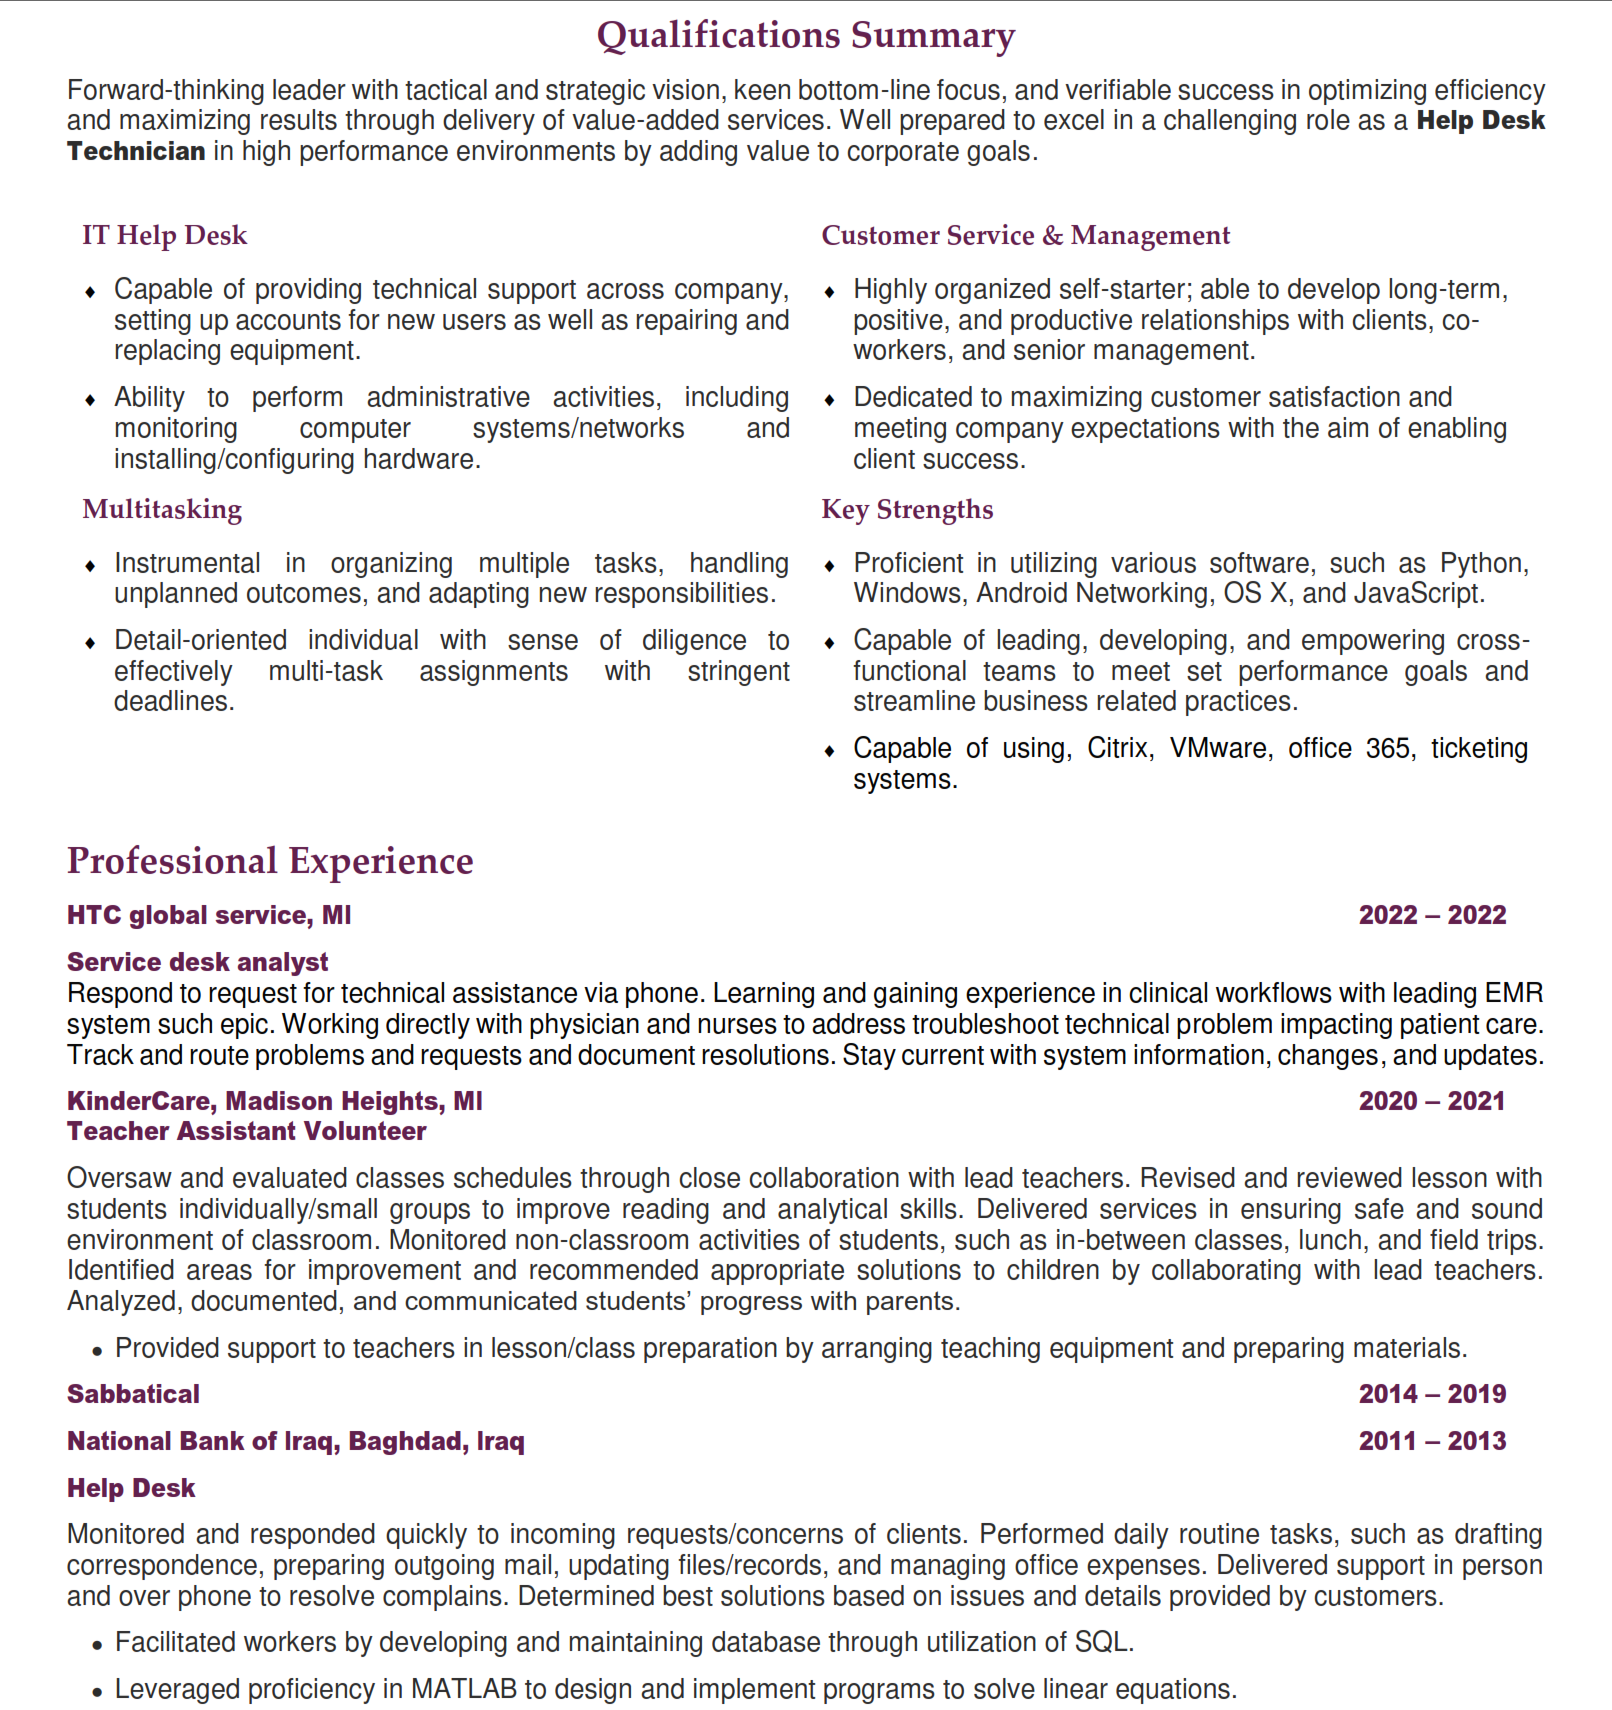 Qualifications Summary
Forward-thinking leader with tactical and strategic vision, keen bottom-line focus, and verifiable success in optimizing efficiency
and maximizing results through delivery of value-added services. Well prepared to excel in a challenging role as a Help Desk
Technician in high performance environments by adding value to corporate goals.
IT Help Desk
♦ Capable of providing technical support across company,
setting up accounts for new users as well as repairing and
replacing equipment.
♦ Ability to perform administrative activities, including
monitoring computer systems/networks and
installing/configuring hardware.
Customer Service & Management
♦ Highly organized self-starter; able to develop long-term,
positive, and productive relationships with clients, co-
workers, and senior management.
♦ Dedicated to maximizing customer satisfaction and
meeting company expectations with the aim of enabling
client success.
Multitasking
♦ Instrumental in organizing multiple tasks, handling
unplanned outcomes, and adapting new responsibilities.
♦ Detail-oriented individual with sense of diligence to
effectively multi-task assignments with stringent
deadlines.
Key Strengths
♦ Proficient in utilizing various software, such as Python,
Windows, Android Networking, OS X, and JavaScript.
♦ Capable of leading, developing, and empowering cross-
functional teams to meet set performance goals and
streamline business related practices.
♦ Capable of using, Citrix, VMware, office 365, ticketing
systems.
Professional Experience
HTC global service, MI 2022 – 2022
Service desk analyst
Respond to request for technical assistance via phone. Learning and gaining experience in clinical workflows with leading EMR
system such epic. Working directly with physician and nurses to address troubleshoot technical problem impacting patient care.
Track and route problems and requests and document resolutions. Stay current with system information, changes, and updates.
KinderCare, Madison Heights, MI 2020 – 2021
Teacher Assistant Volunteer
Oversaw and evaluated classes schedules through close collaboration with lead teachers. Revised and reviewed lesson with
students individually/small groups to improve reading and analytical skills. Delivered services in ensuring safe and sound
environment of classroom. Monitored non-classroom activities of students, such as in-between classes, lunch, and field trips.
Identified areas for improvement and recommended appropriate solutions to children by collaborating with lead teachers.
Analyzed, documented, and communicated students’ progress with parents.
● Provided support to teachers in lesson/class preparation by arranging teaching equipment and preparing materials.
Sabbatical 2014 – 2019
National Bank of Iraq, Baghdad, Iraq 2011 – 2013
Help Desk
Monitored and responded quickly to incoming requests/concerns of clients. Performed daily routine tasks, such as drafting
correspondence, preparing outgoing mail, updating files/records, and managing office expenses. Delivered support in person
and over phone to resolve complains. Determined best solutions based on issues and details provided by customers.
● Facilitated workers by developing and maintaining database through utilization of SQL.
● Leveraged proficiency in MATLAB to design and implement programs to solve linear equations.